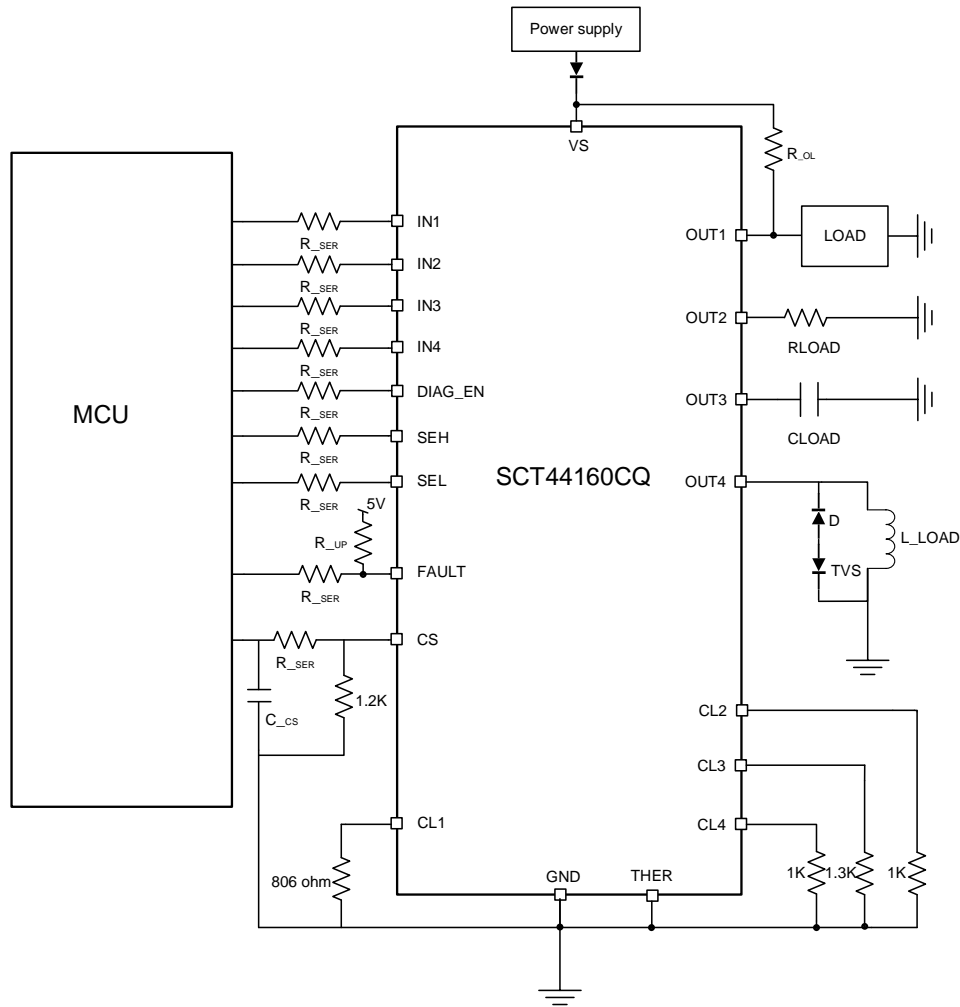 Power supply
VS
R_OL
IN1
R_SER
IN2
R_SER
IN3
R_SER
IN4
R_SER
DIAG_EN
R_SER
SEH
R_SER
SEL
R_SER
5V
R_UP
FAULT
R_SER
CS
R_SER
1.2K
C_CS
CL1
806 ohm
MCU
SCT44160CQ
OUT1
LOAD
OUT2
RLOAD
OUT3
CLOAD
OUT4
D
L_LOAD
TVS
CL2
CL3
CL4
1K
1.3K
1K
GND
THER